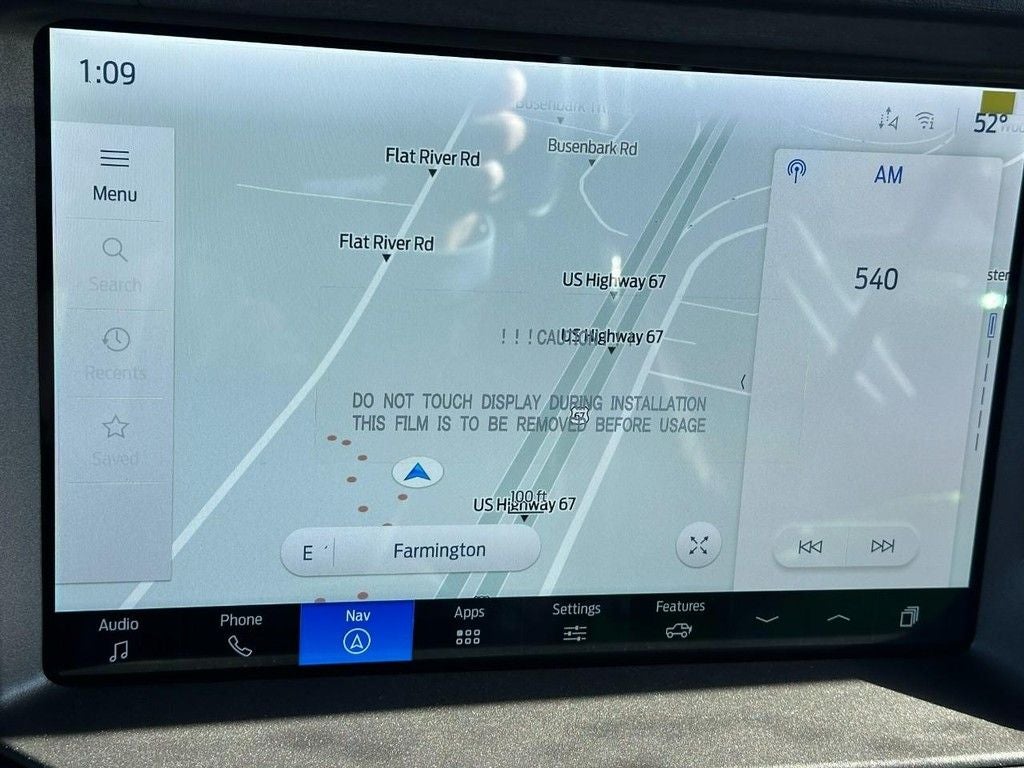 1:09
Busenbark
52°
Flat River Rd
Busenbark Rd
AM
Menu
Flat River Rd
540
Search
US Highway 67
US Highway 67
! ! ! CAUTION
Recents
DO NOT TOUCH DISPLAY DURING INSTALLATION
THIS FILM IS TO BE REMOVED BEFORE USAGE
67
Saved
100 ft
US Highway 67
E
Farmington
Audio
Phone
Nav
Apps
Settings
Features